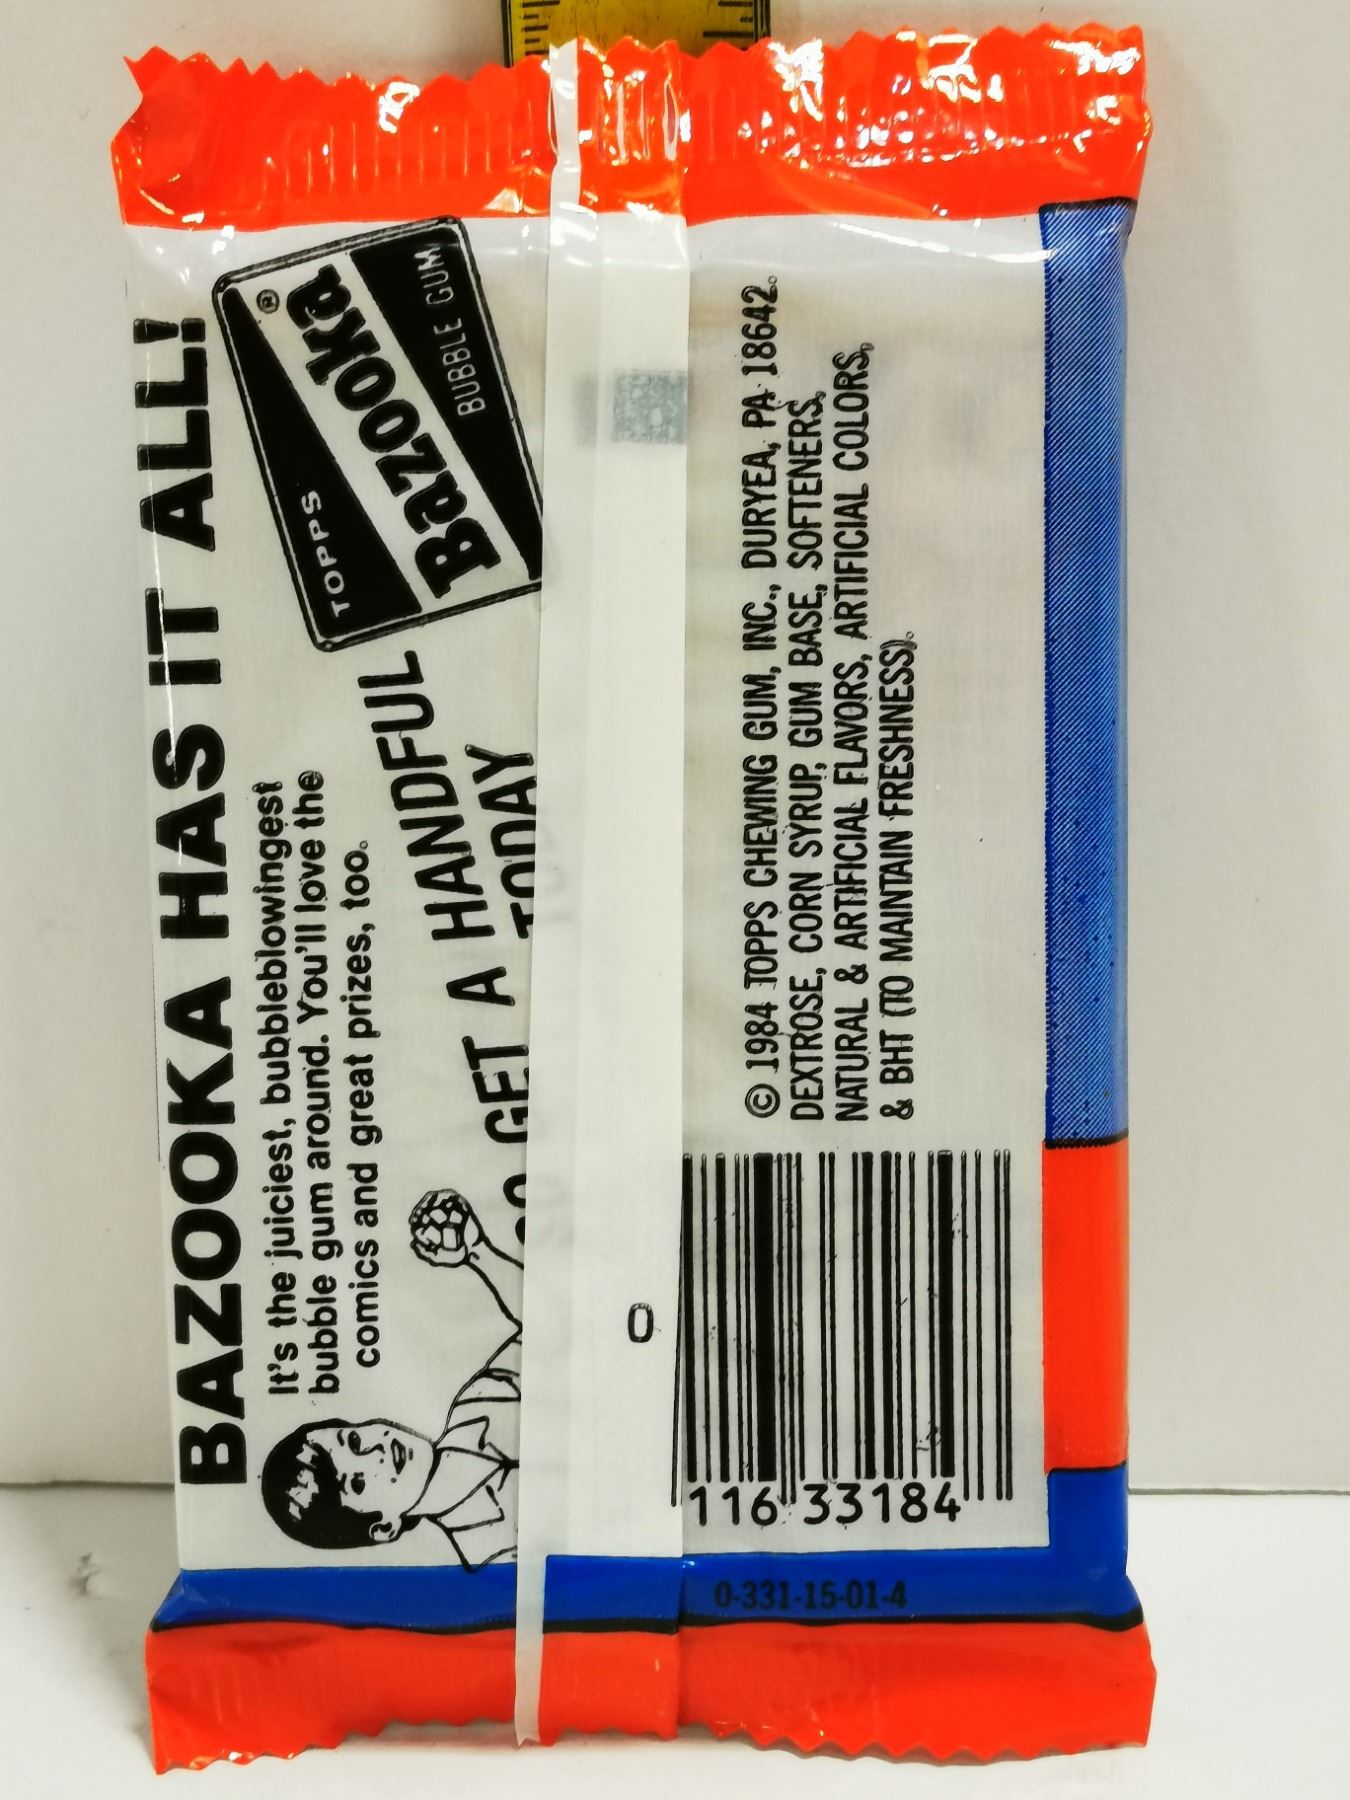 BAZOOKA HAS IT ALL!
It's the juiciest, bubbleblowingest
bubble gum around. You'll love the
comics and great prizes, too.
TOPPS
Bazooka®
BUBBLE GUM
GET A HANDFUL
TODAY
© 1984 TOPPS CHEWING GUM, INC., DURYEA, PA 18642.
DEXTROSE, CORN SYRUP, GUM BASE, SOFTENERS,
NATURAL & ARTIFICIAL FLAVORS, ARTIFICIAL COLORS,
& BHT (TO MAINTAIN FRESHNESS).
0
116 33184
0-331-15-01-4